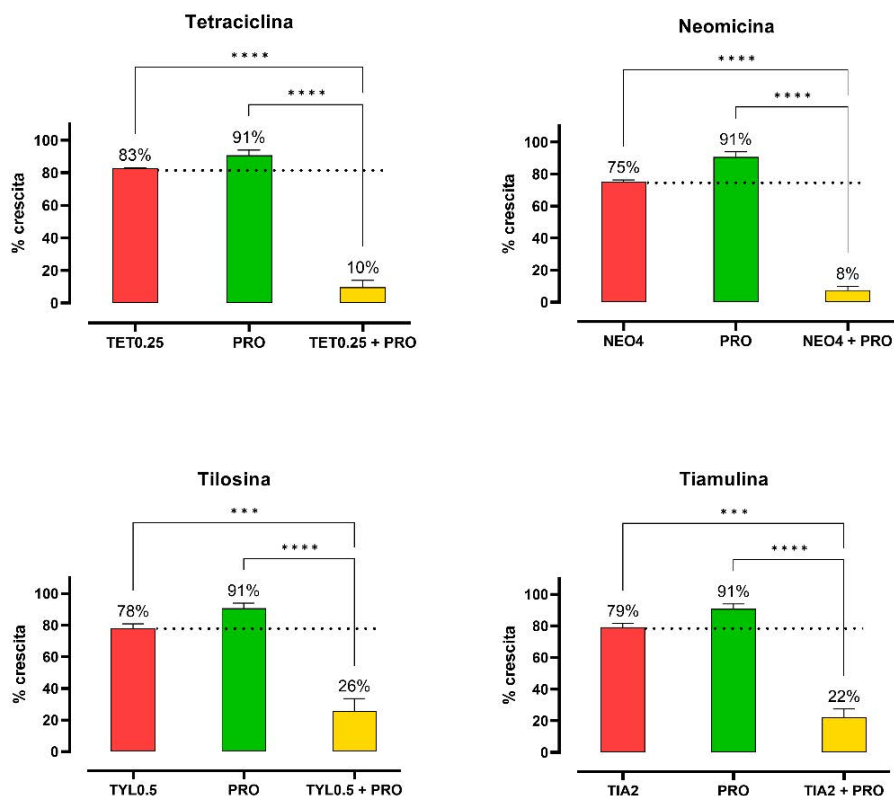 Tetraciclina
****
****
% crescita
100
80
60
40
20
0
83%
91%
10%
TET0.25
PRO
TET0.25 + PRO
Neomicina
****
****
% crescita
100
80
60
40
20
0
75%
91%
8%
NEO4
PRO
NEO4 + PRO
Tilosina
***
****
% crescita
100
80
60
40
20
0
78%
91%
26%
TYL0.5
PRO
TYL0.5 + PRO
Tiamulina
***
****
% crescita
100
80
60
40
20
0
79%
91%
22%
TIA2
PRO
TIA2 + PRO